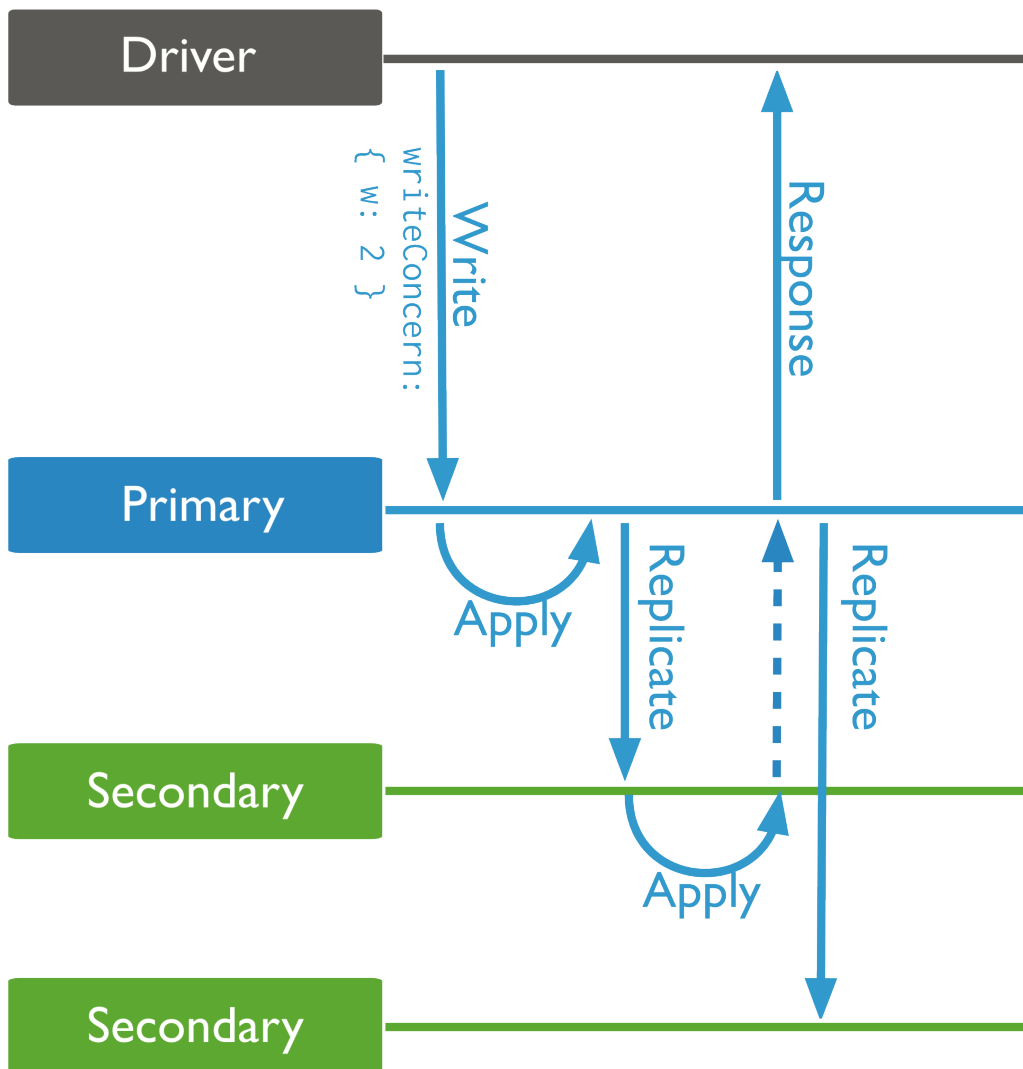 Driver
writeConcern:
{ w: 2 }
Write
Response
Primary
Apply
Replicate
Replicate
Secondary
Apply
Secondary